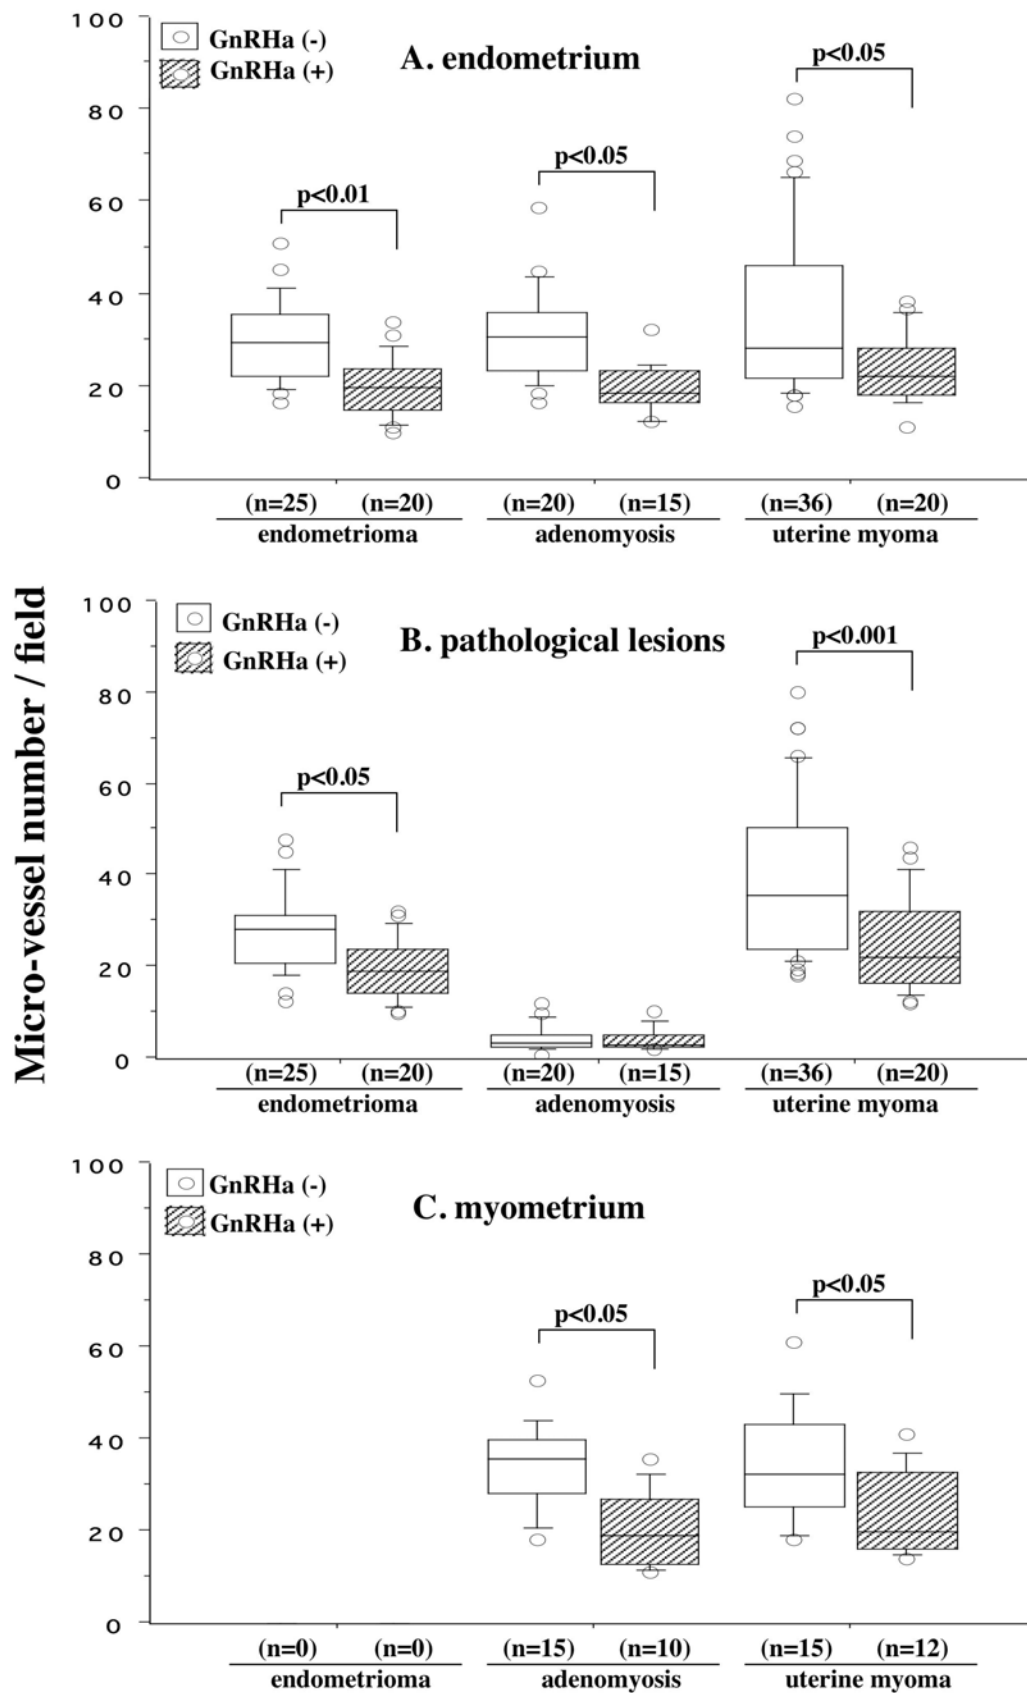 Micro-vessel number / field
100
80
60
40
20
0
GnRHa (-)
GnRHa (+)
A. endometrium
p<0.01
p<0.05
p<0.05
(n=25) (n=20) (n=20) (n=15) (n=36) (n=20)
endometrioma adenomyosis uterine myoma
100
80
60
40
20
0
GnRHa (-)
GnRHa (+)
B. pathological lesions
p<0.05
p<0.001
(n=25) (n=20) (n=20) (n=15) (n=36) (n=20)
endometrioma adenomyosis uterine myoma
100
80
60
40
20
0
GnRHa (-)
GnRHa (+)
C. myometrium
p<0.05
p<0.05
(n=0) (n=0) (n=15) (n=10) (n=15) (n=12)
endometrioma adenomyosis uterine myoma